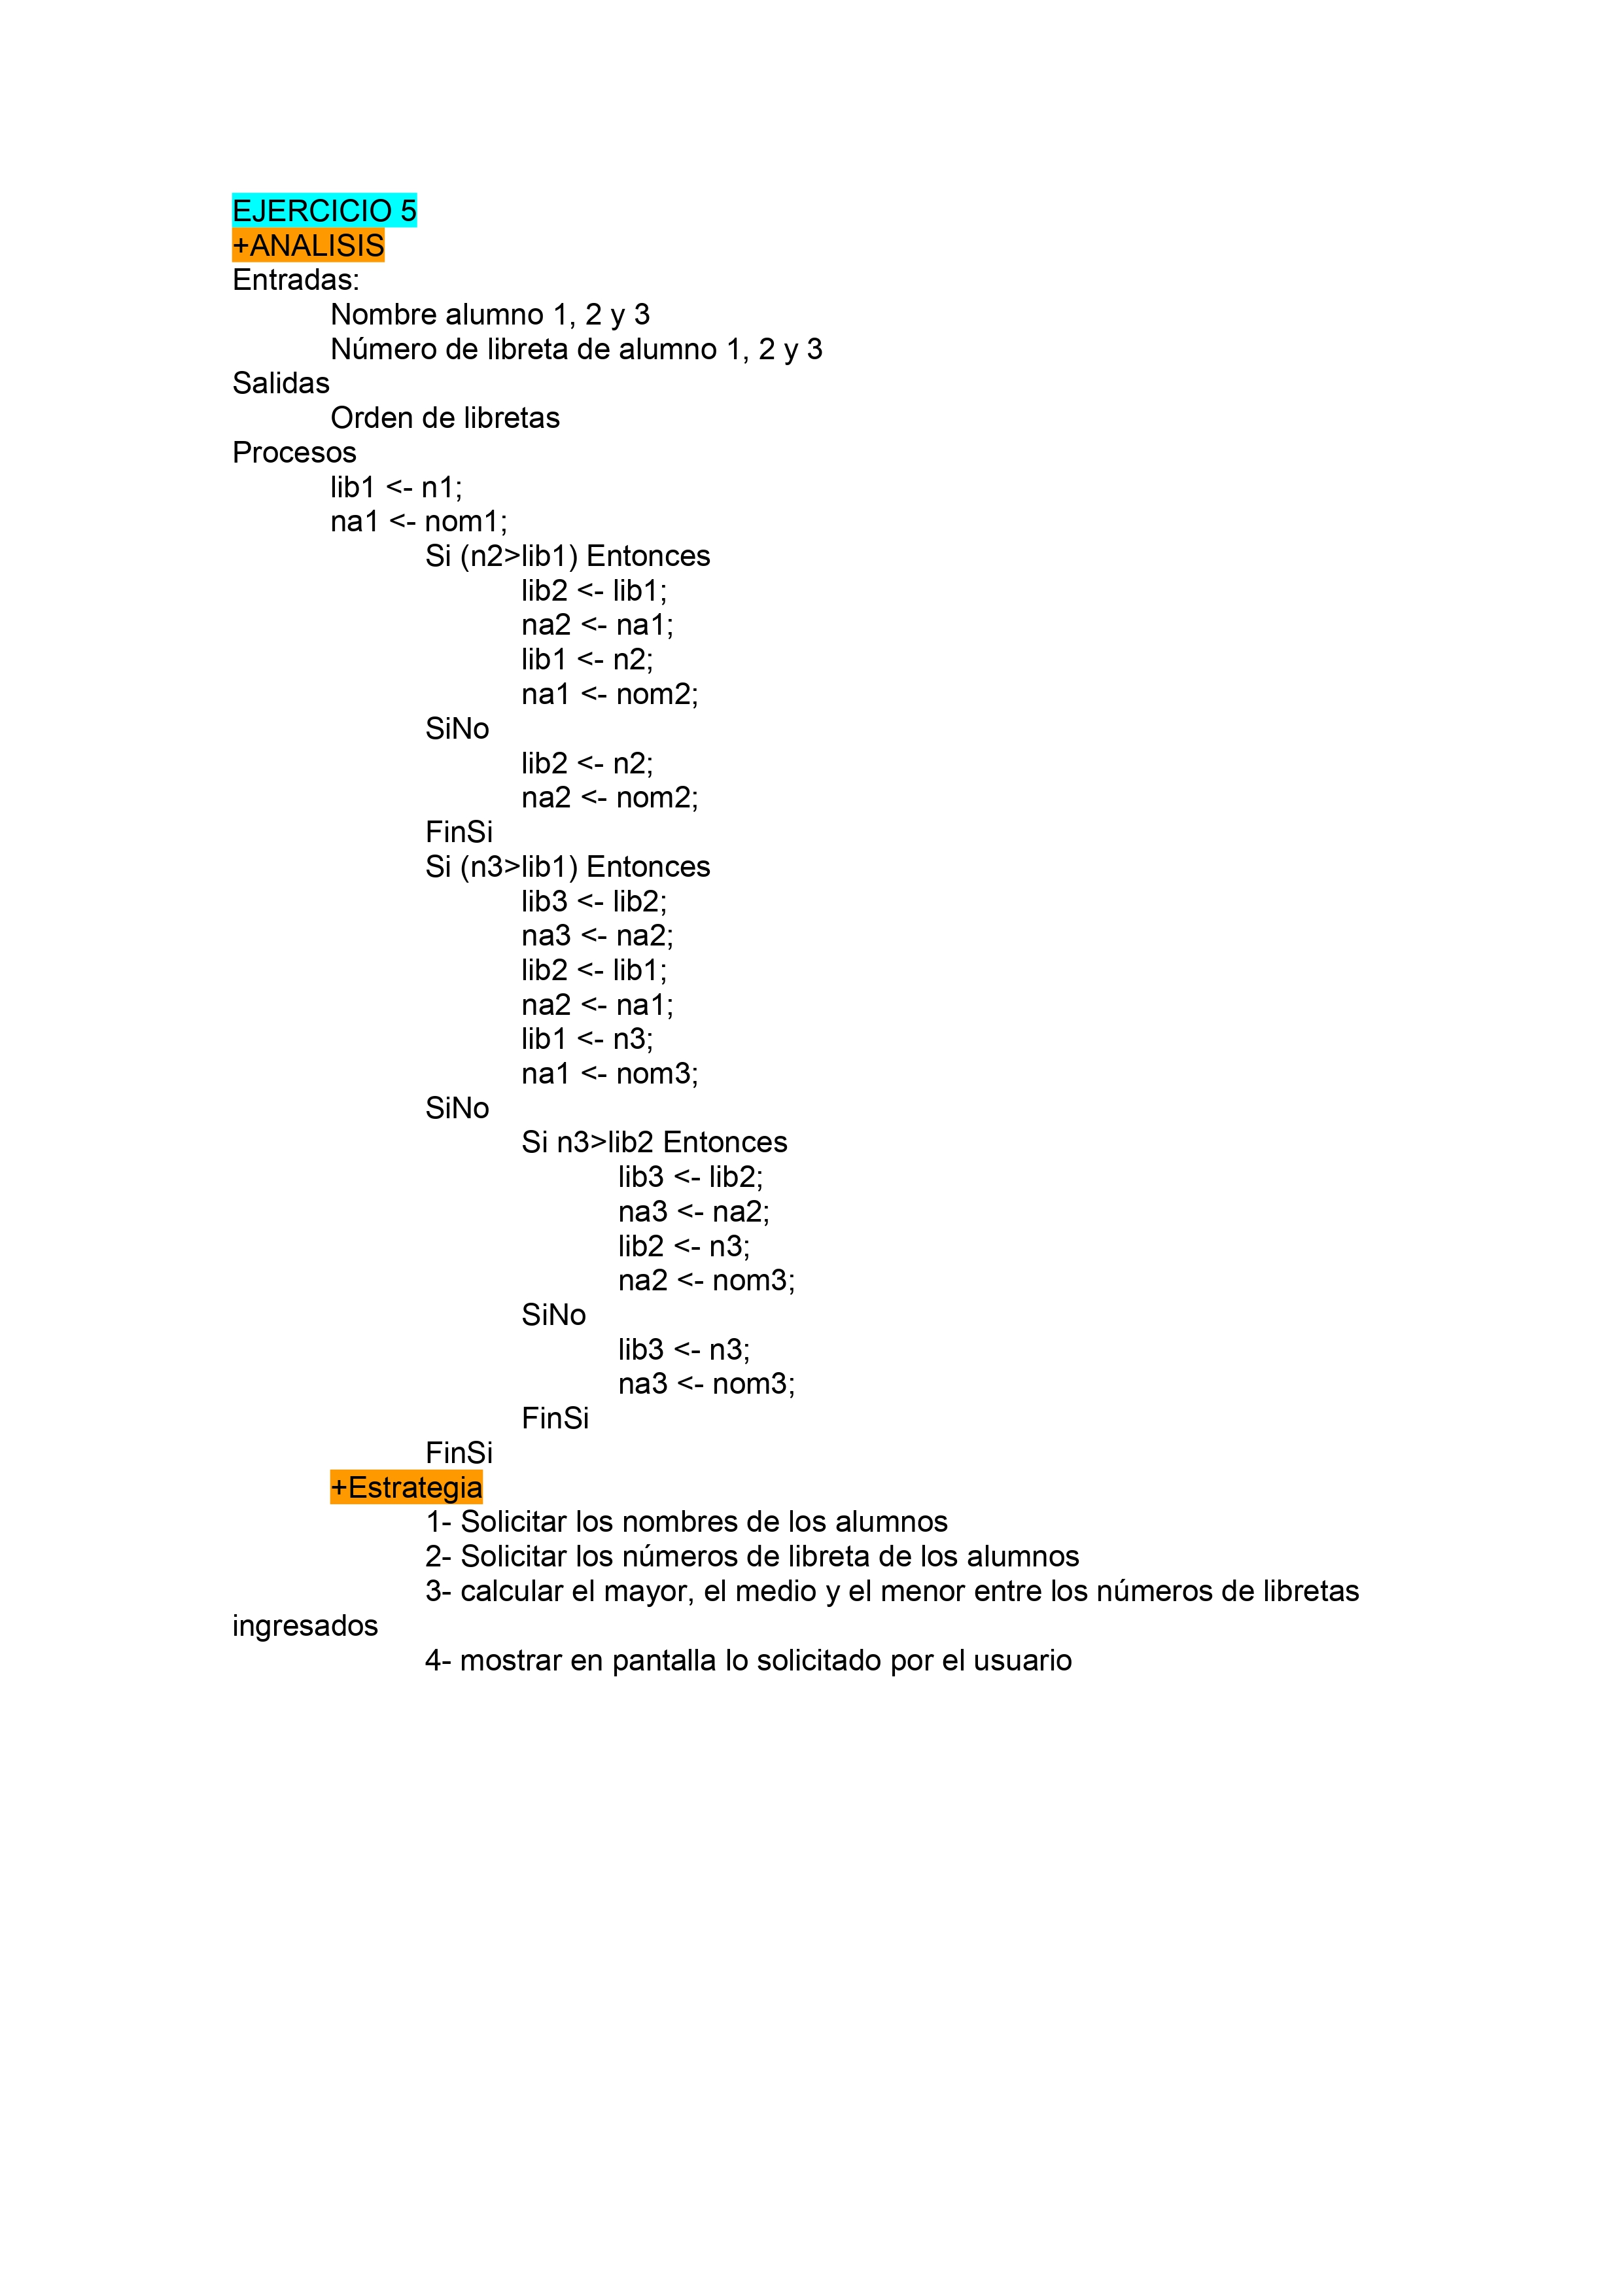 EJERCICIO 5
+ANALISIS
Entradas:
Nombre alumno 1, 2 y 3
Número de libreta de alumno 1, 2 y 3
Salidas
Orden de libretas
Procesos
lib1 <- n1;
na1 <- nom1;
Si (n2>lib1) Entonces
lib2 <- lib1;
na2 <- na1;
lib1 <- n2;
na1 <- nom2;
SiNo
lib2 <- n2;
na2 <- nom2;
FinSi
Si (n3>lib1) Entonces
lib3 <- lib2;
na3 <- na2;
lib2 <- lib1;
na2 <- na1;
lib1 <- n3;
na1 <- nom3;
SiNo
Si n3>lib2 Entonces
lib3 <- lib2;
na3 <- na2;
lib2 <- n3;
na2 <- nom3;
SiNo
lib3 <- n3;
na3 <- nom3;
FinSi
FinSi
+Estrategia
1- Solicitar los nombres de los alumnos
2- Solicitar los números de libreta de los alumnos
3- calcular el mayor, el medio y el menor entre los números de libretas
ingresados
4- mostrar en pantalla lo solicitado por el usuario